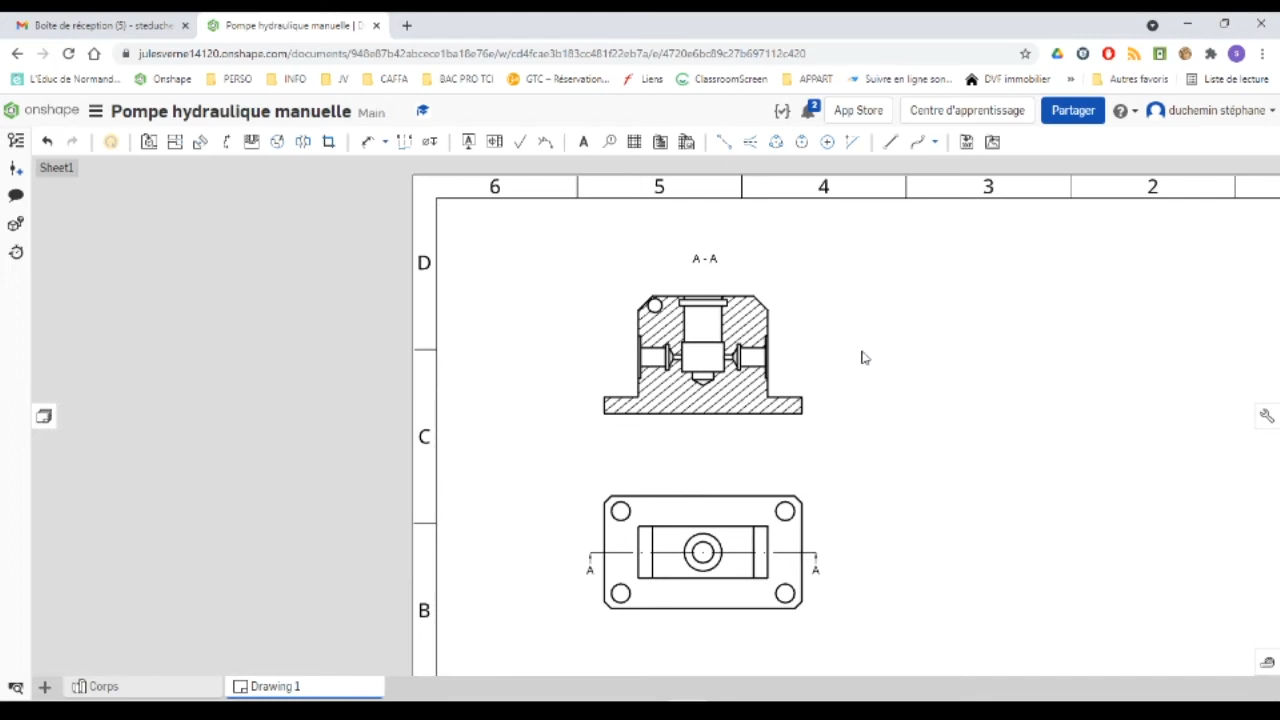 Boîte de réception (5) - steduche
Pompe hydraulique manuelle | D
julesverne14120.onshape.com/documents/948e87b42abcece1ba18e76e/w/cd4fcae3b183cc481f22eb7a/e/4720e6bc89c27b697112c420
L'Educ de Normand... Onshape PERSO INFO JV CAFFA BAC PRO TCI GTC – Réservation... Liens ClassroomScreen APPART Suivre en ligne son... DVF immobilier » Autres favoris Liste de lecture
onshape Pompe hydraulique manuelle Main 2 App Store Centre d'apprentissage Partager duchemin stéphane
Sheet1
6 5 4 3 2
D
A - A
C
A A
B
Corps Drawing 1